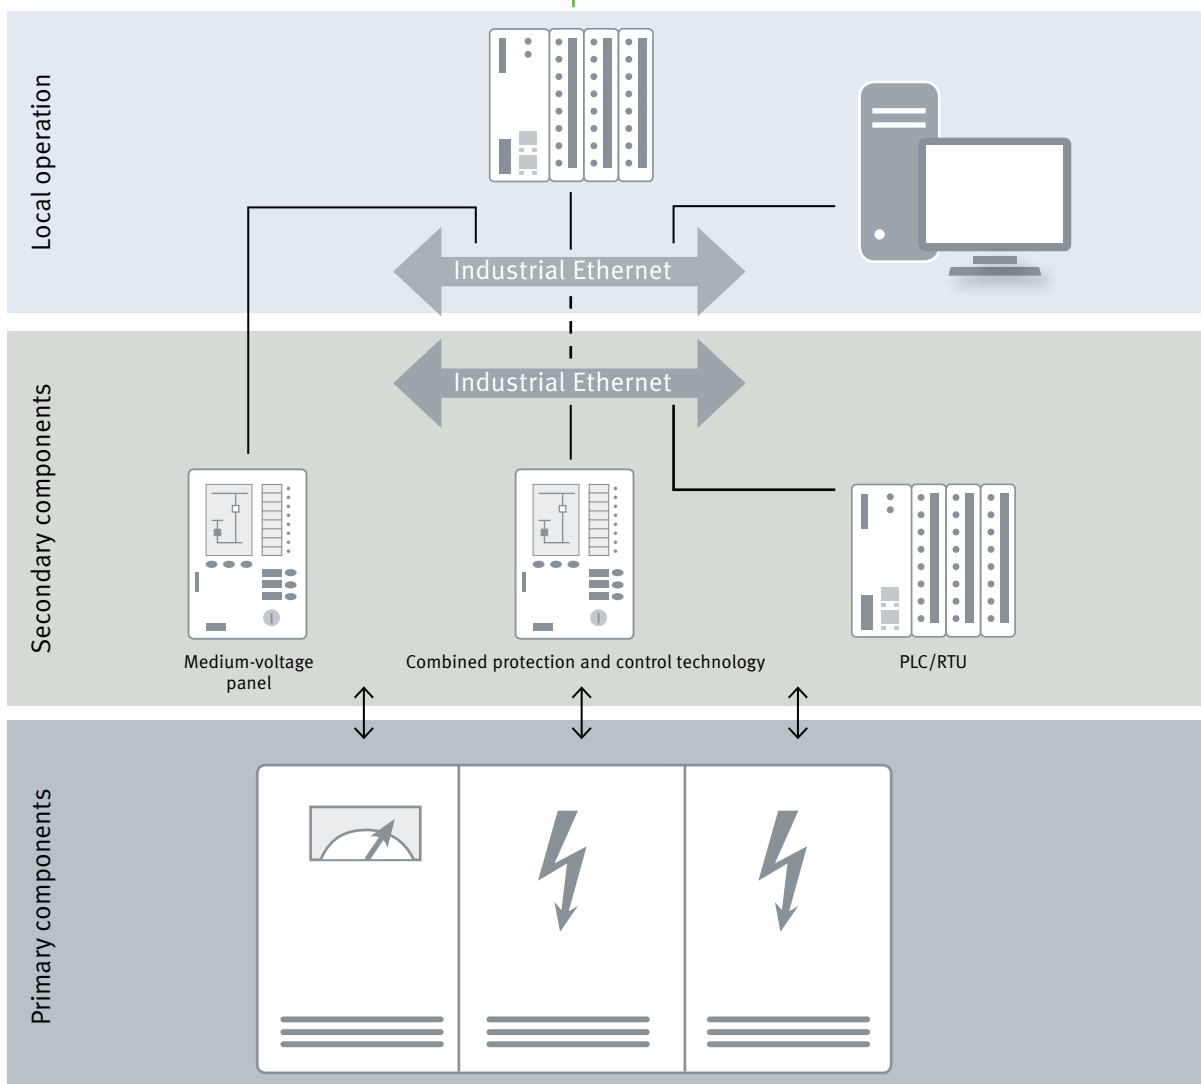 Local operation
Industrial Ethernet
Secondary components
Industrial Ethernet
Medium-voltage
panel
Combined protection and control technology
PLC/RTU
Primary components